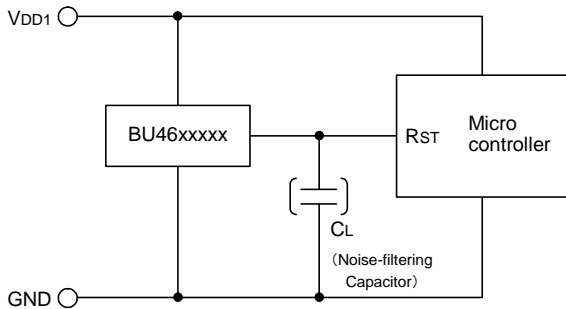 VDD1
BU46xxxxx
RST
Micro
controller
CL
（Noise-filtering
Capacitor）
GND